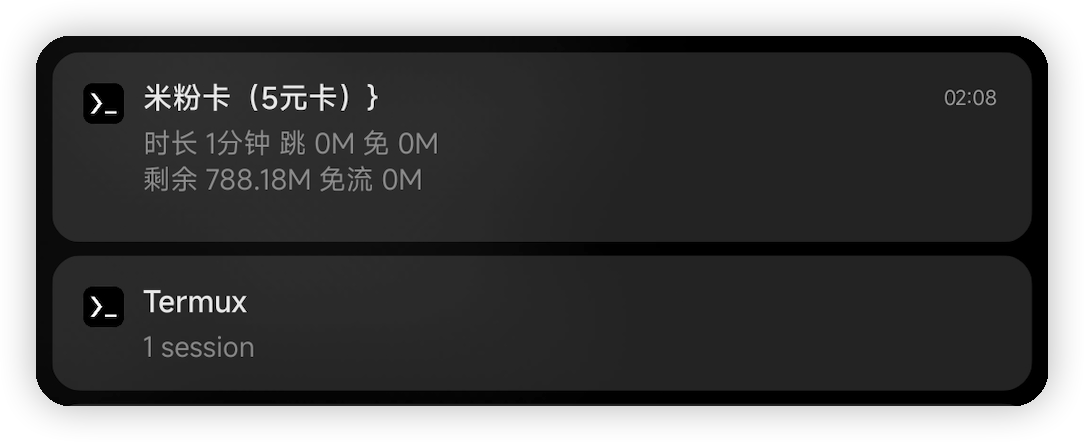 米粉卡（5元卡）}
02:08
时长 1分钟 跳 0M 免 0M
剩余 788.18M 免流 0M
Termux
1 session